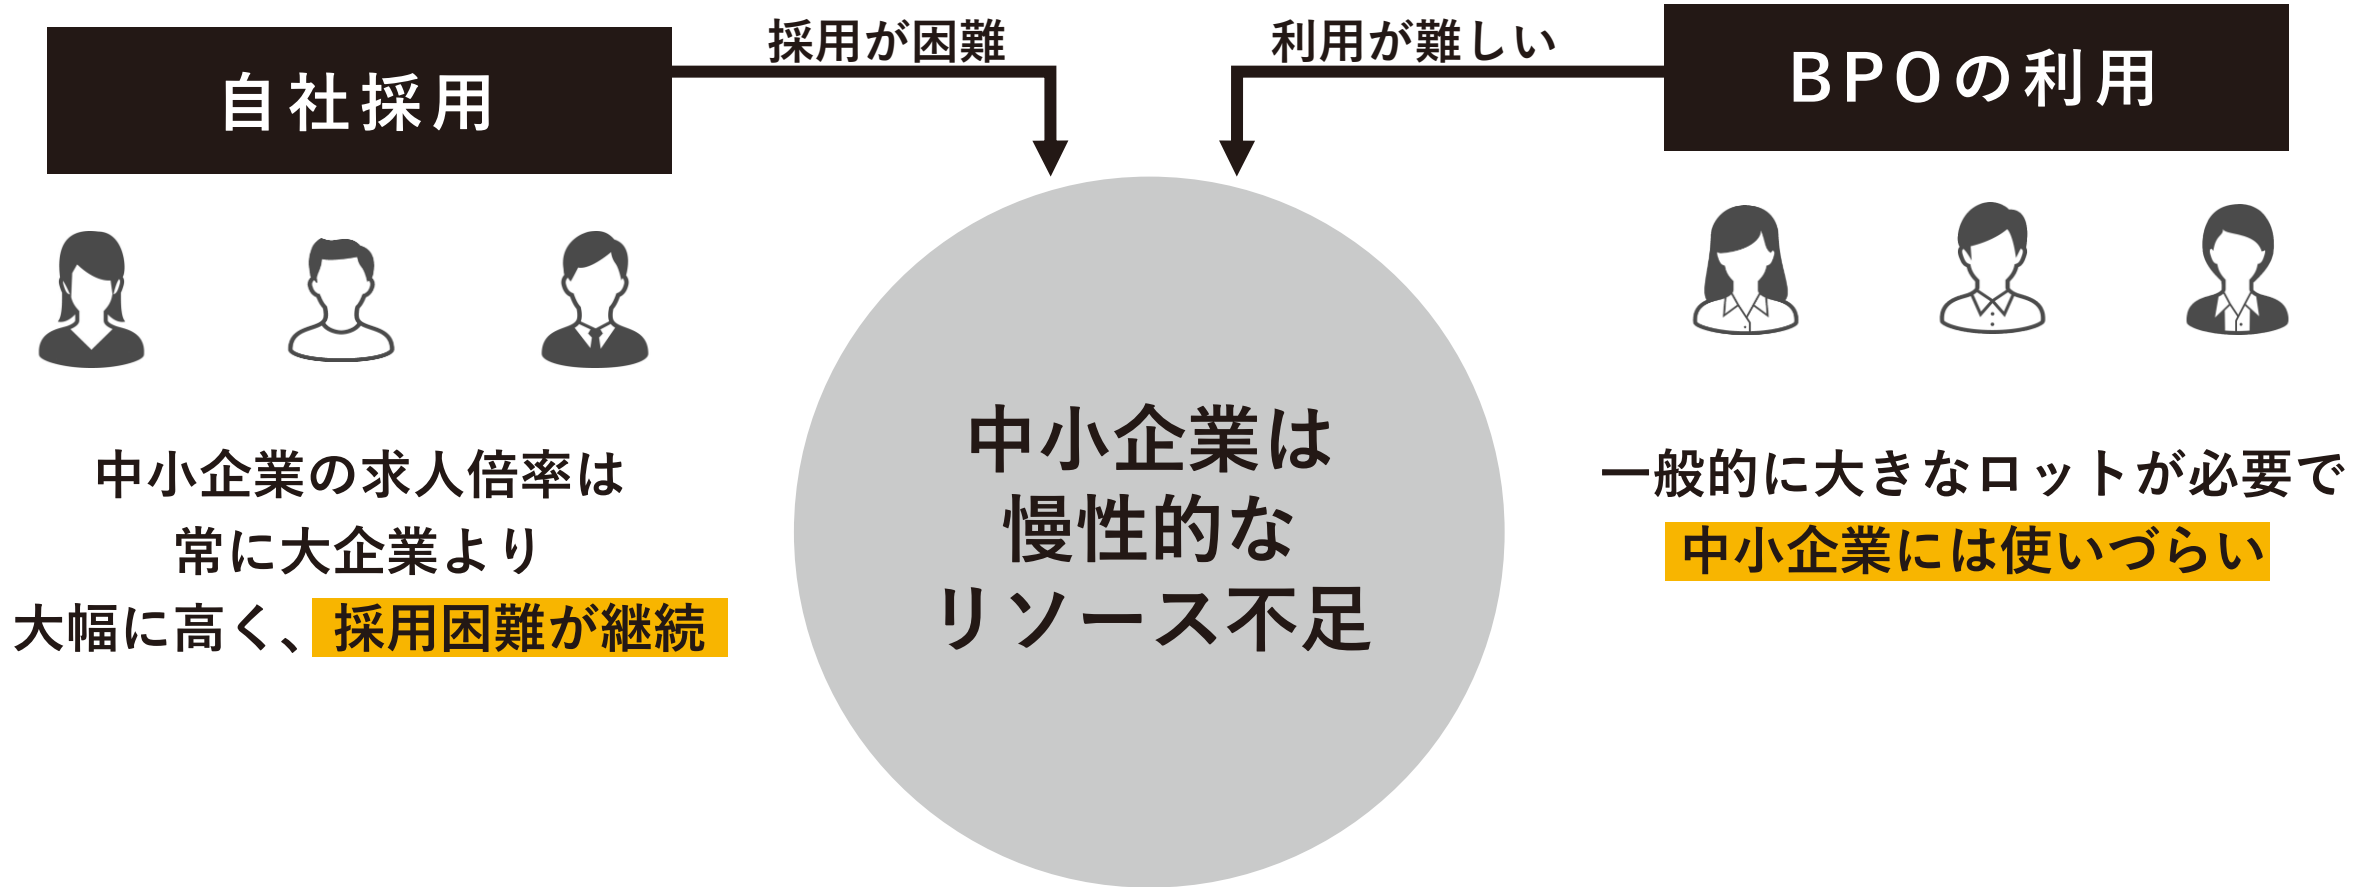 自社採用
採用が困難
利用が難しい
BPOの利用
中小企業の求人倍率は
常に大企業より
大幅に高く、採用困難が継続
中小企業は
慢性的な
リソース不足
一般的に大きなロットが必要で
中小企業には使いづらい